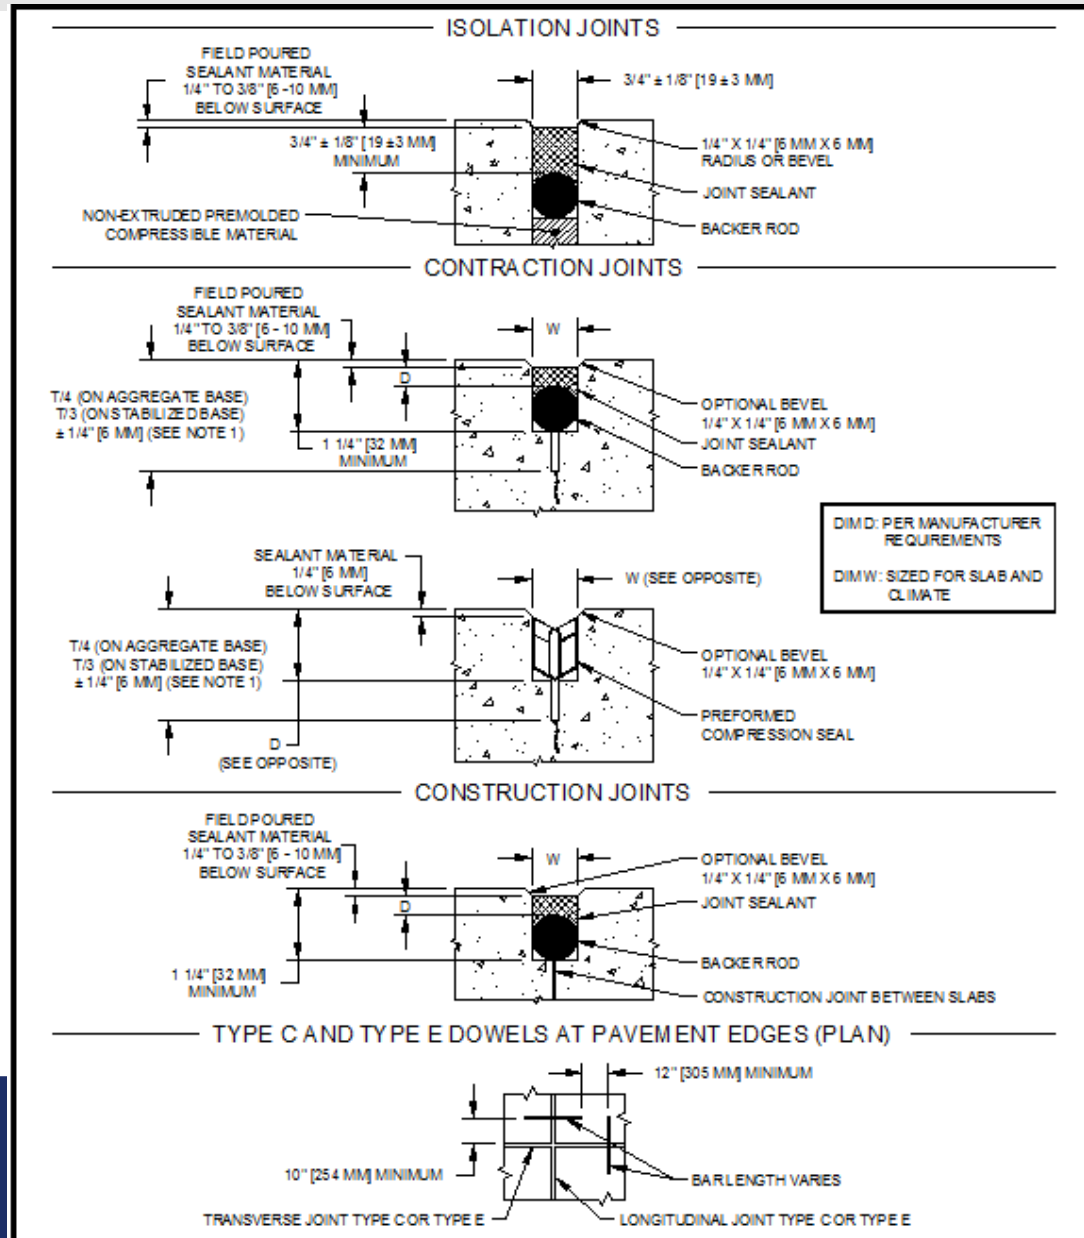 ISOLATION JOINTS
FIELD POURED
SEALANT MATERIAL
1/4" TO 3/8" [6 -10 MM]
BELOW SURFACE
3/4" ± 1/8" [19 ± 3 MM]
3/4" ± 1/8" [19 ±3 MM]
MINIMUM
1/4" X 1/4" [6 MM X 6 MM]
RADIUS OR BEVEL
JOINT SEALANT
NON-EXTRUDED PREMOLDED
COMPRESSIBLE MATERIAL
BACKER ROD
CONTRACTION JOINTS
FIELD POURED
SEALANT MATERIAL
1/4" TO 3/8" [6 - 10 MM]
BELOW SURFACE
W
D
T/4 (ON AGGREGATE BASE)
T/3 (ON STABILIZED BASE)
± 1/4" [6 MM] (SEE NOTE 1)
1 1/4" [32 MM]
MINIMUM
OPTIONAL BEVEL
1/4" X 1/4" [6 MM X 6 MM]
JOINT SEALANT
BACKER ROD
DIM D: PER MANUFACTURER
REQUIREMENTS
DIM W: SIZED FOR SLAB AND
CLIMATE
SEALANT MATERIAL
1/4" [6 MM]
BELOW SURFACE
W (SEE OPPOSITE)
T/4 (ON AGGREGATE BASE)
T/3 (ON STABILIZED BASE)
± 1/4" [6 MM] (SEE NOTE 1)
OPTIONAL BEVEL
1/4" X 1/4" [6 MM X 6 MM]
PREFORMED
COMPRESSION SEAL
D
(SEE OPPOSITE)
CONSTRUCTION JOINTS
FIELD POURED
SEALANT MATERIAL
1/4" TO 3/8" [6 - 10 MM]
BELOW SURFACE
W
D
OPTIONAL BEVEL
1/4" X 1/4" [6 MM X 6 MM]
JOINT SEALANT
1 1/4" [32 MM]
MINIMUM
BACKER ROD
CONSTRUCTION JOINT BETWEEN SLABS
TYPE C AND TYPE E DOWELS AT PAVEMENT EDGES (PLAN)
12" [305 MM] MINIMUM
10" [254 MM] MINIMUM
BAR LENGTH VARIES
TRANSVERSE JOINT TYPE C OR TYPE E
LONGITUDINAL JOINT TYPE C OR TYPE E